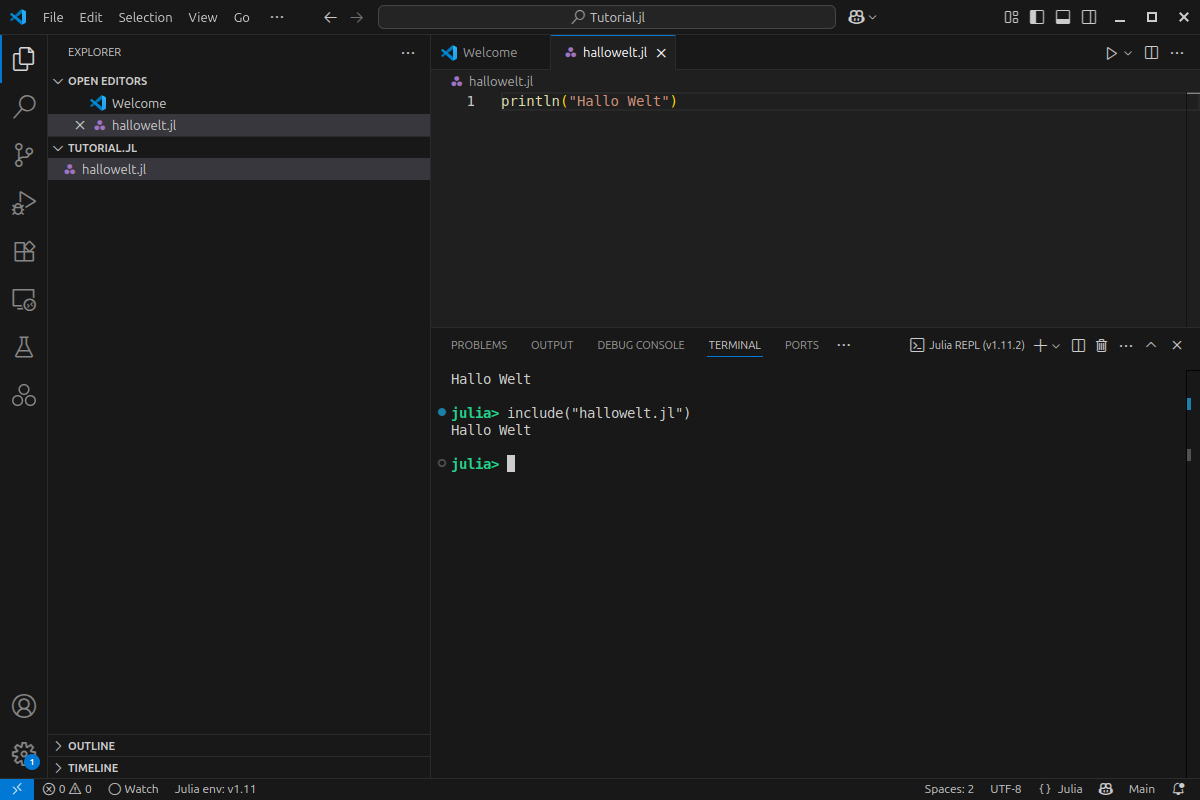 File Edit Selection View Go ··· Tutorial.jl
EXPLORER ···
OPEN EDITORS
Welcome
hallowelt.jl
TUTORIAL.JL
hallowelt.jl
OUTLINE
TIMELINE
Welcome hallowelt.jl
hallowelt.jl
1 println("Hallo Welt")
PROBLEMS OUTPUT DEBUG CONSOLE TERMINAL PORTS ··· Julia REPL (v1.11.2)
Hallo Welt
julia> include("hallowelt.jl")
Hallo Welt
julia>
1
0 0 Watch Julia env: v1.11 Spaces: 2 UTF-8 {} Julia Main